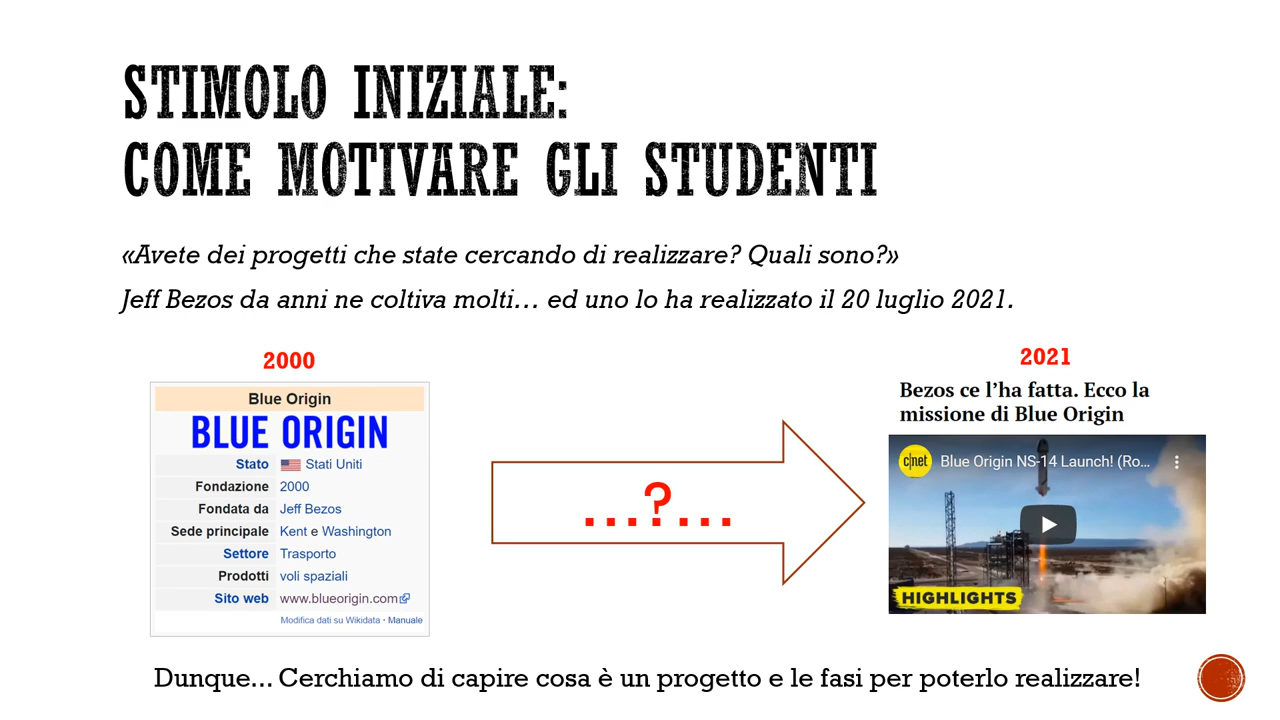 STIMOLO INIZIALE:
COME MOTIVARE GLI STUDENTI
«Avete dei progetti che state cercando di realizzare? Quali sono?»
Jeff Bezos da anni ne coltiva molti... ed uno lo ha realizzato il 20 luglio 2021.
2000
Blue Origin
BLUE ORIGIN
Stato Stati Uniti
Fondazione 2000
Fondata da Jeff Bezos
Sede principale Kent e Washington
Settore Trasporto
Prodotti voli spaziali
Sito web www.blueorigin.com
Modifica dati su Wikidata · Manuale
...?...
2021
Bezos ce l'ha fatta. Ecco la
missione di Blue Origin
c|net Blue Origin NS-14 Launch! (Ro...
HIGHLIGHTS
Dunque... Cerchiamo di capire cosa è un progetto e le fasi per poterlo realizzare!